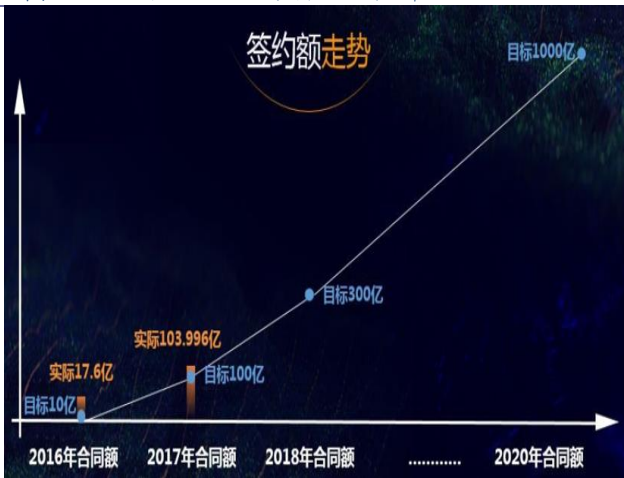 签约额走势
目标1000亿
目标300亿
实际103.996亿
实际17.6亿
目标100亿
目标10亿
2016年合同额 2017年合同额 2018年合同额 ………… 2020年合同额